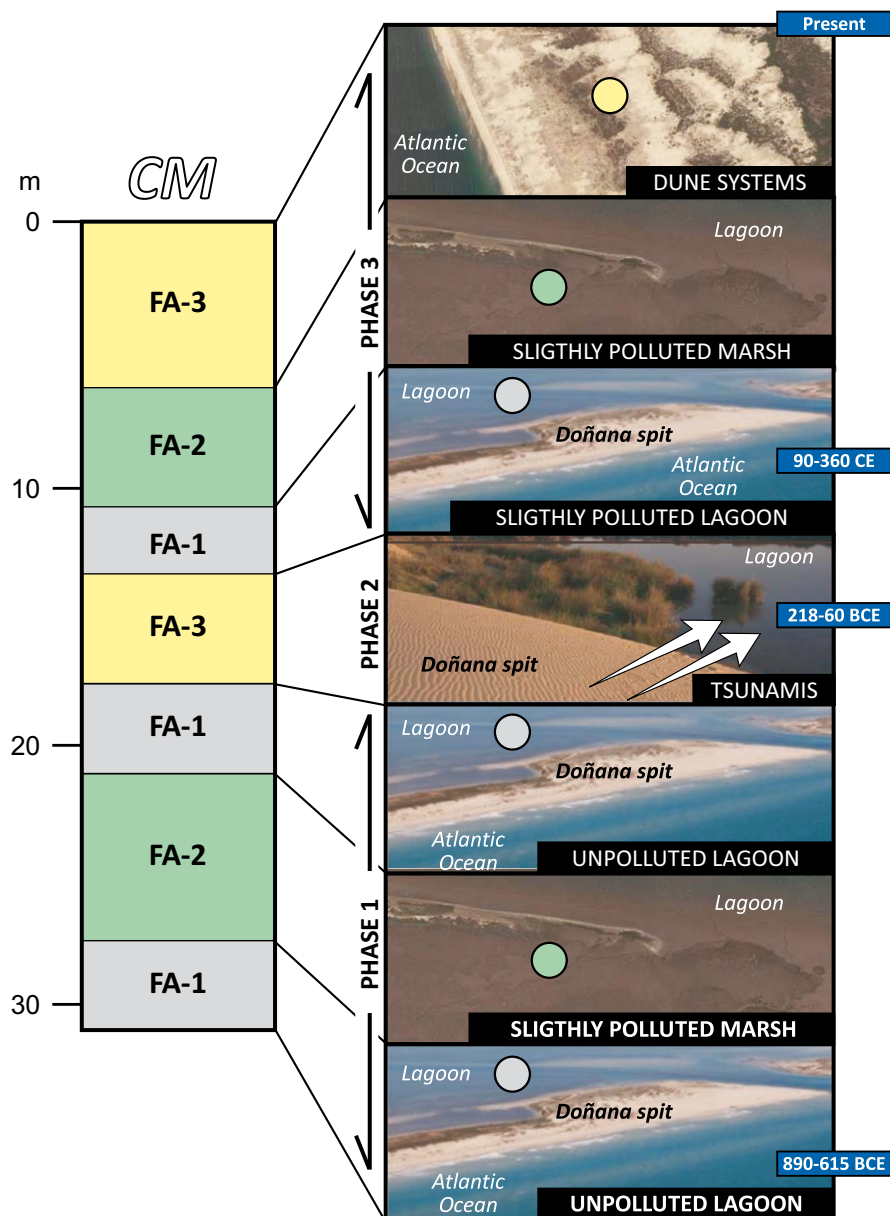 Present
CM
m
0
10
20
30
FA-3
FA-2
FA-1
FA-3
FA-1
FA-2
FA-1
PHASE 3
PHASE 2
PHASE 1
Atlantic
Ocean
DUNE SYSTEMS
Lagoon
SLIGTHLY POLLUTED MARSH
Lagoon
Doñana spit
90-360 CE
Atlantic
Ocean
SLIGTHLY POLLUTED LAGOON
Lagoon
218-60 BCE
Doñana spit
TSUNAMIS
Lagoon
Doñana spit
Atlantic
Ocean
UNPOLLUTED LAGOON
Lagoon
SLIGTHLY POLLUTED MARSH
Lagoon
Doñana spit
890-615 BCE
Atlantic
Ocean
UNPOLLUTED LAGOON